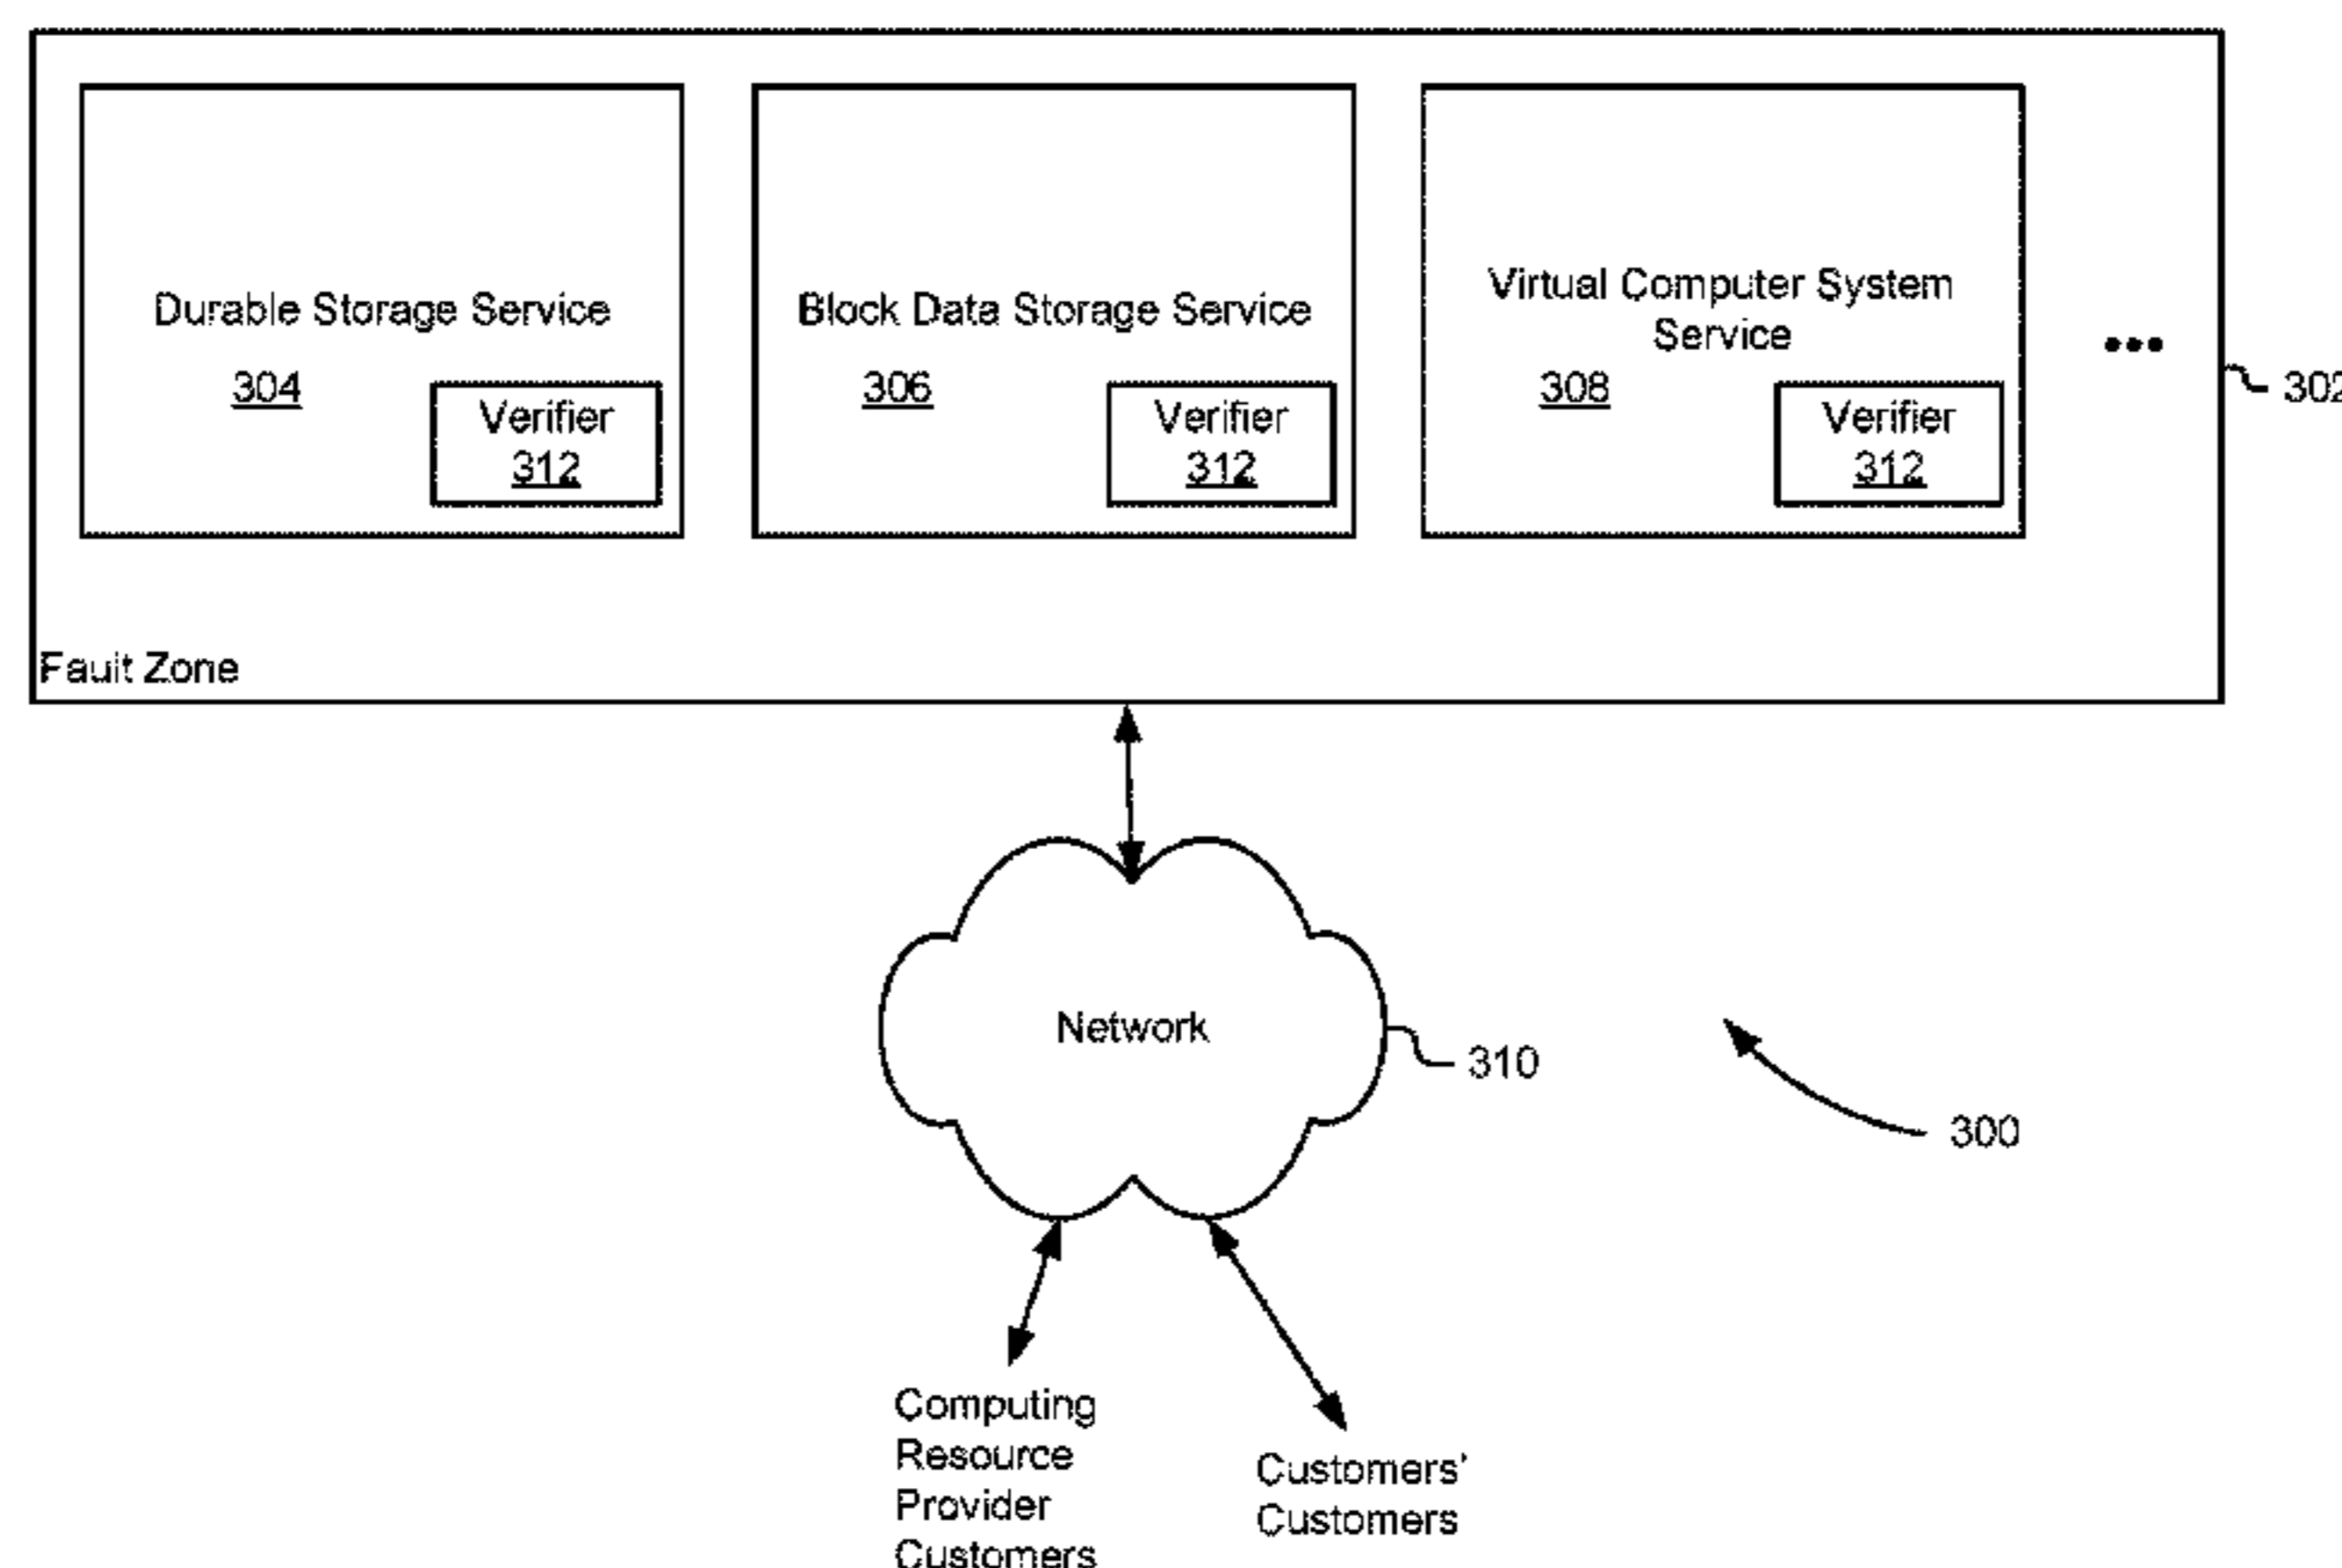 Durable Storage Service
304
Verifier
312
Block Data Storage Service
306
Verifier
312
Virtual Computer System
Service
308
Verifier
312
•••
302
Fault Zone
Network
310
300
Computing
Resource
Provider
Customers
Customers'
Customers